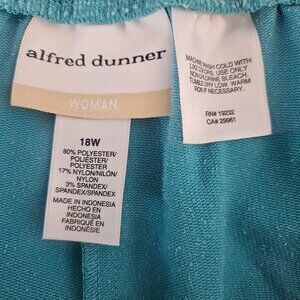 alfred dunner
WOMAN
18W
80% POLYESTER/
POLIÉSTER/
POLYESTER
17% NYLON/NILÓN/
NYLON
3% SPANDEX/
SPANDEX/SPANDEX
MADE IN INDONESIA
HECHO EN
INDONESIA
FABRIQUÉ EN
INDONESIA
MACHINE WASH COLD WITH
LIKE COLORS. USE ONLY
NON-CHLORINE BLEACH.
TUMBLE DRY LOW. WARM
IRON IF NECESSARY.
RN# 19232
CA# 29961